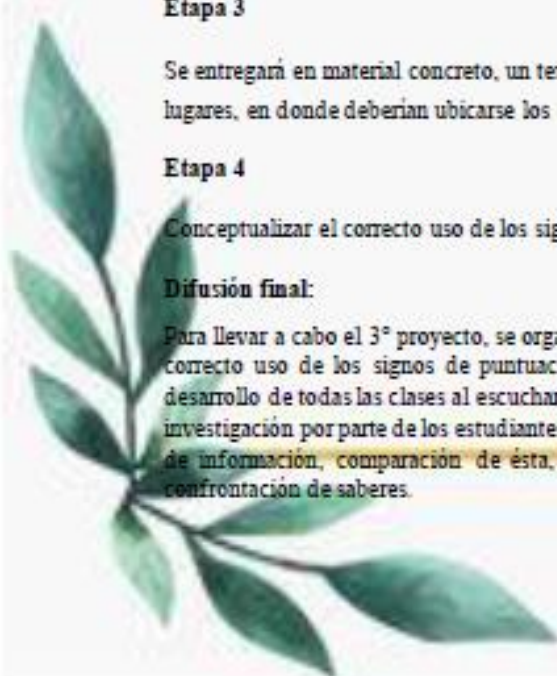 Etapa 3
Se entregará en material concreto, un te
lugares, en donde deberían ubicarse los
Etapa 4
Conceptualizar el correcto uso de los sig
Difusión final:
Para llevar a cabo el 3° proyecto, se orga
correcto uso de los signos de puntuac
desarrollo de todas las clases al escuchar
investigación por parte de los estudiante
de información, comparación de ésta,
confrontación de saberes.